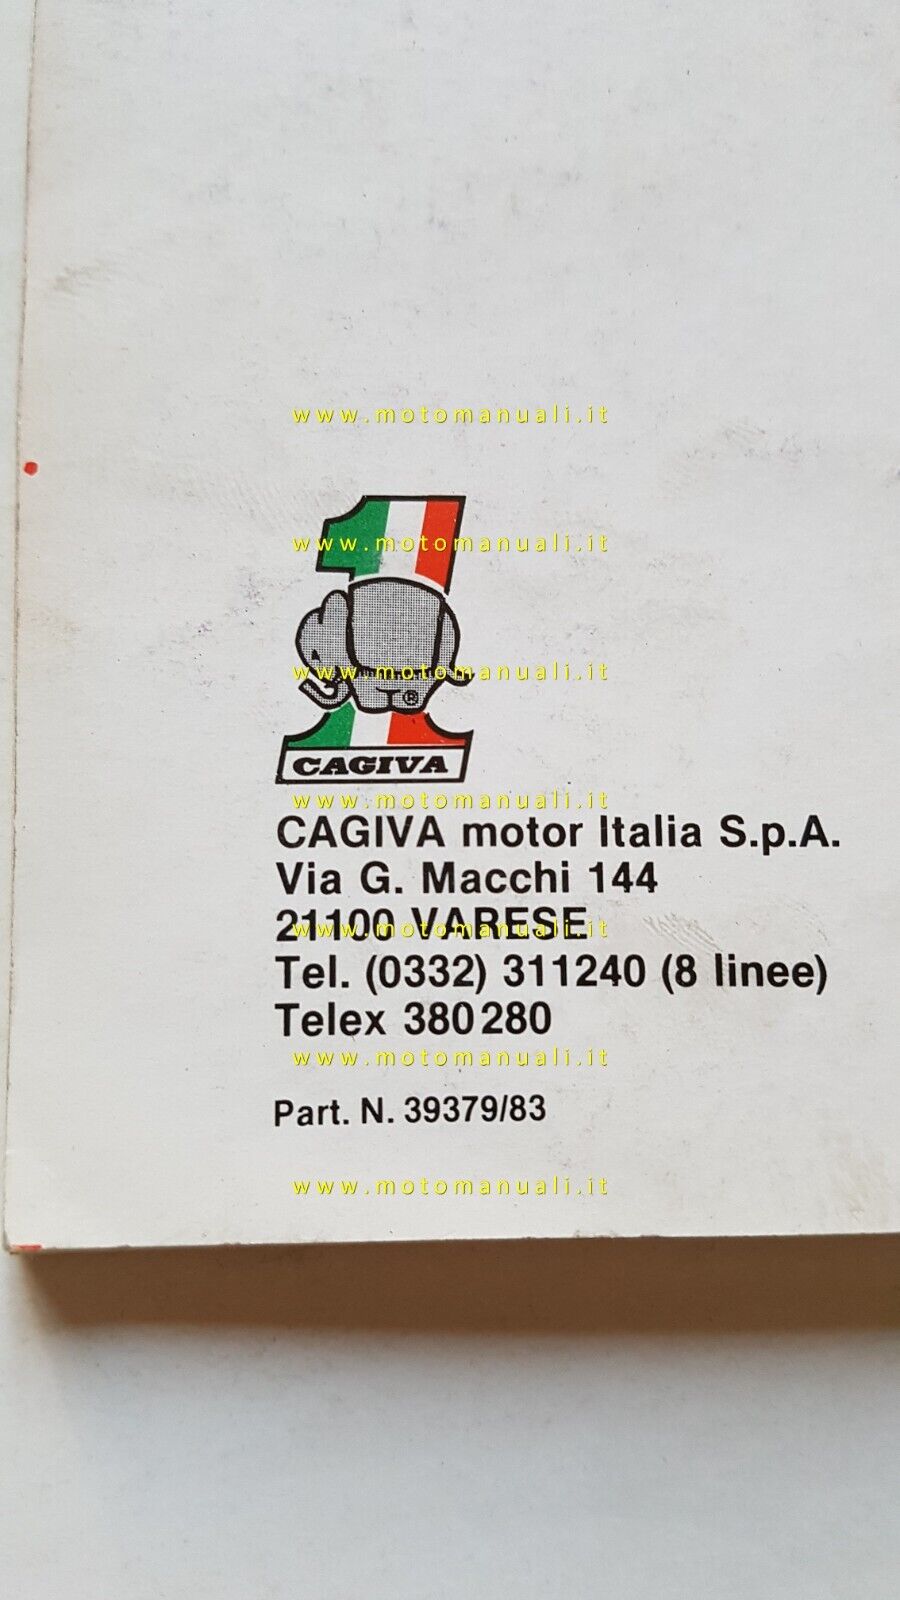 www.motomanuali.it
www.motomanuali.it
www.motomanuali.it
®
CAGIVA
www.motomanuali.it
CAGIVA motor Italia S.p.A.
Via G. Macchi 144
21100 VARESE
www.motomanuali.it
Tel. (0332) 311240 (8 linee)
Telex 380280
www.motomanuali.it
Part. N. 39379/83
www.motomanuali.it